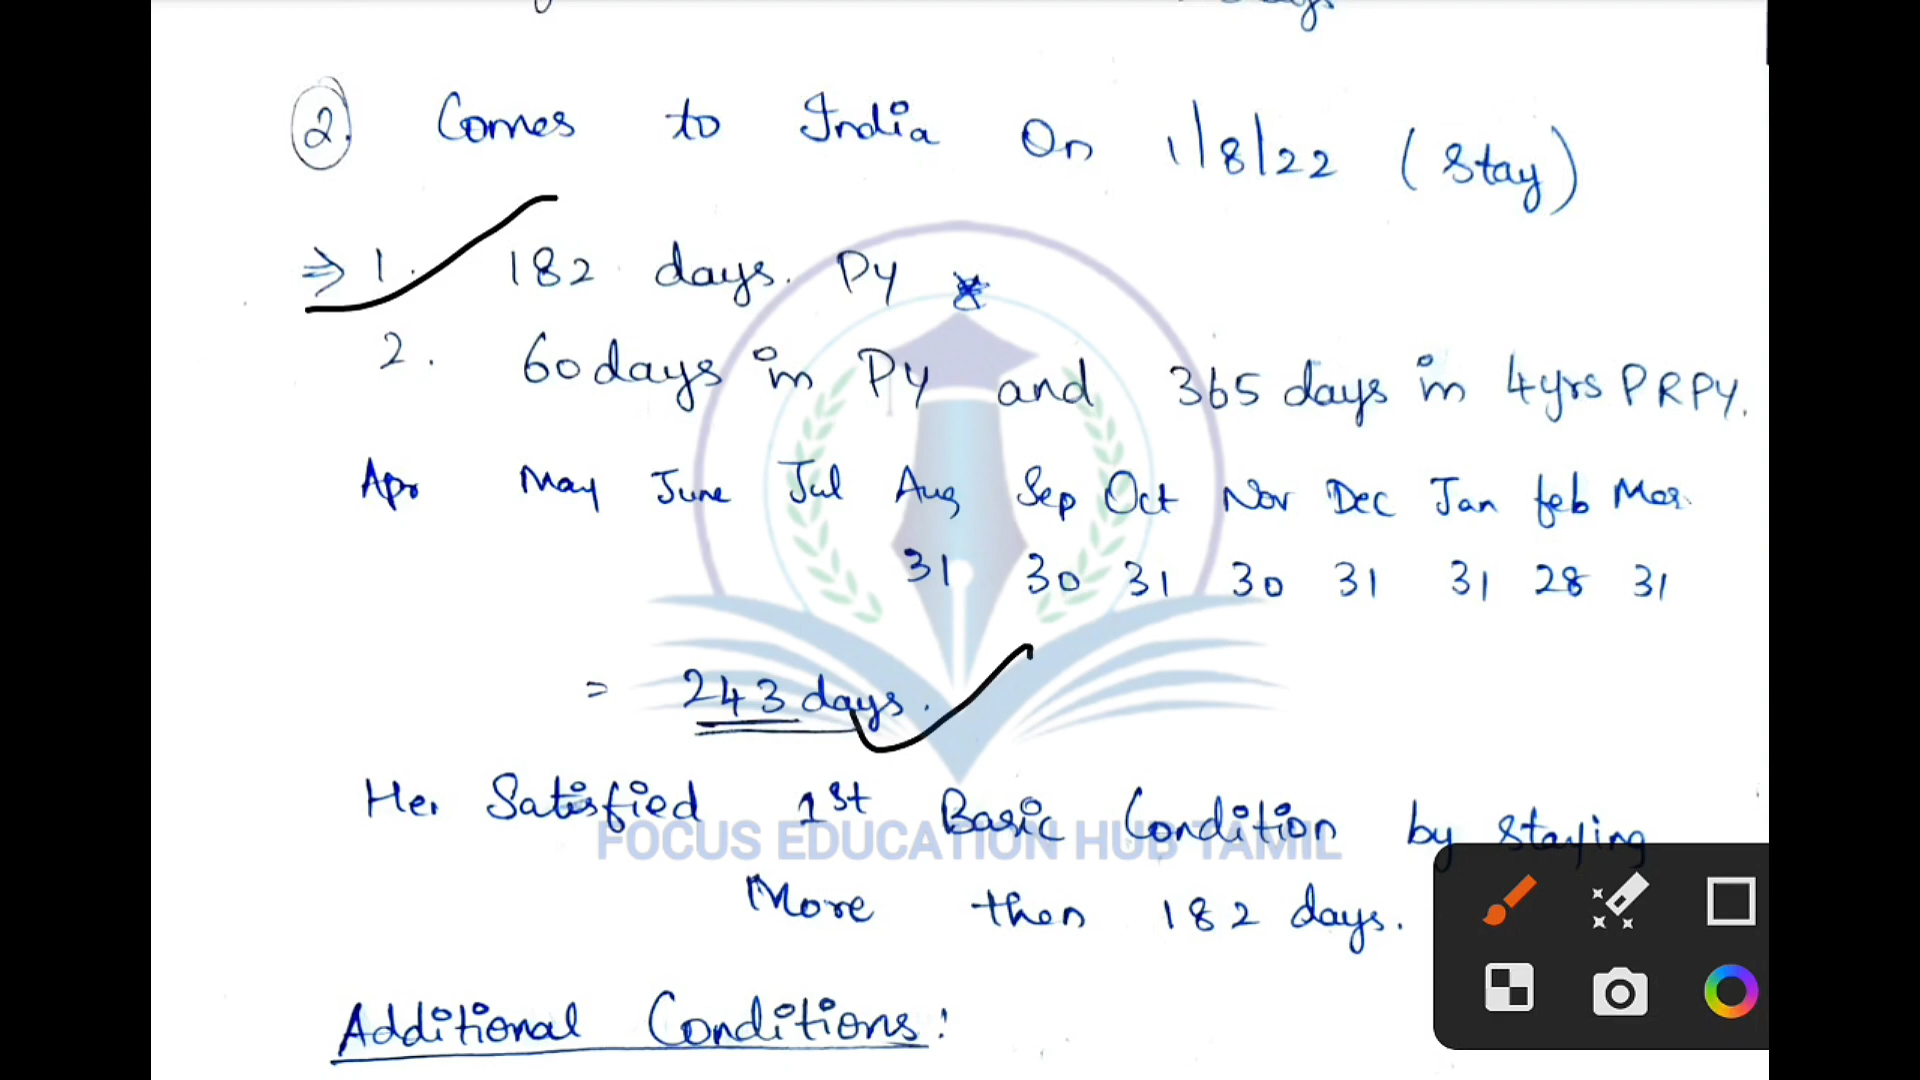 2. Comes to India On 1/8/22 (Stay)
⇒ 1. 182 days. PY
2. 60 days in PY and 365 days in 4yrs PRPY.
Apr May June Jul Aug Sep Oct Nov Dec Jan feb Mar.
31 30 31 30 31 31 28 31
= 243 days.
He. Satisfied 1st Basic Condition by staying
FOCUS EDUCATION HUB TAMIL
More then 182 days.
Additional Conditions: